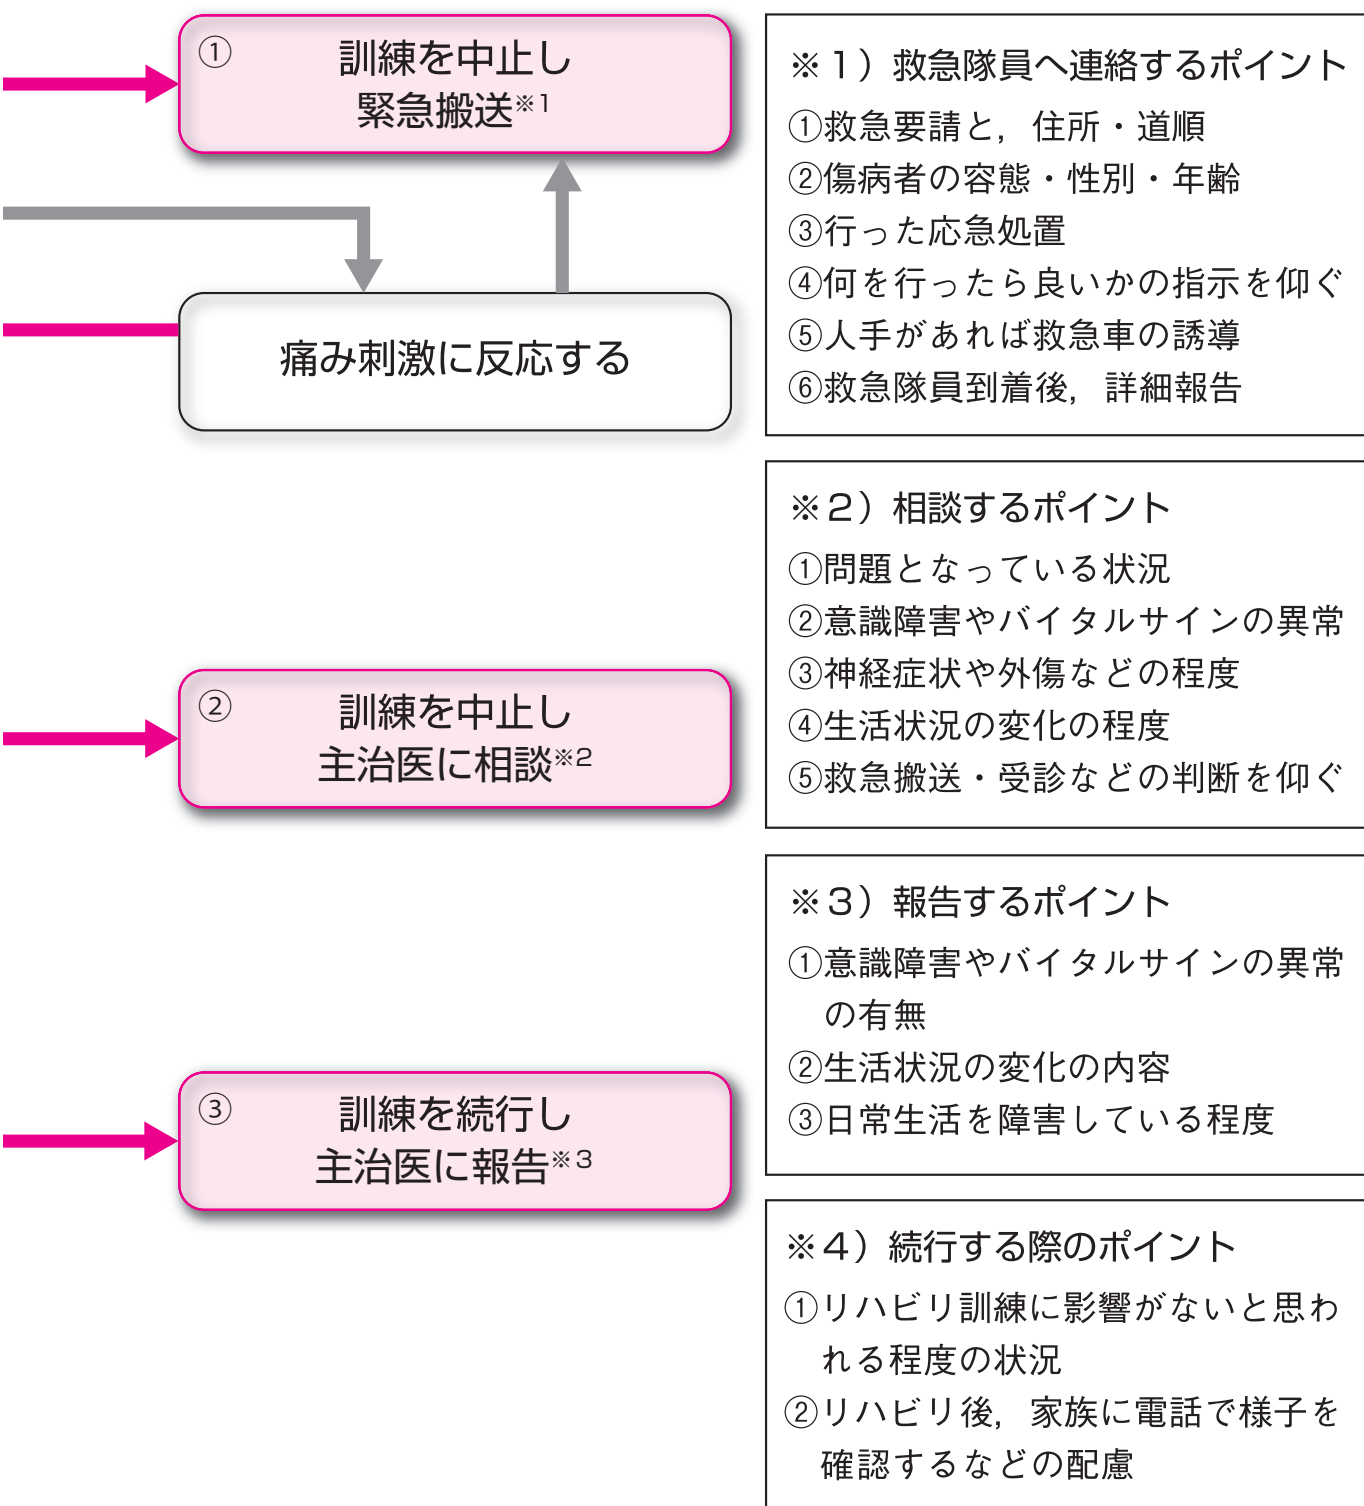 ①
訓練を中止し
緊急搬送※1
痛み刺激に反応する
②
訓練を中止し
主治医に相談※2
③
訓練を続行し
主治医に報告※3
※1）救急隊員へ連絡するポイント
①救急要請と，住所・道順
②傷病者の容態・性別・年齢
③行った応急処置
④何を行ったら良いかの指示を仰ぐ
⑤人手があれば救急車の誘導
⑥救急隊員到着後，詳細報告
※2）相談するポイント
①問題となっている状況
②意識障害やバイタルサインの異常
③神経症状や外傷などの程度
④生活状況の変化の程度
⑤救急搬送・受診などの判断を仰ぐ
※3）報告するポイント
①意識障害やバイタルサインの異常
の有無
②生活状況の変化の内容
③日常生活を障害している程度
※4）続行する際のポイント
①リハビリ訓練に影響がないと思わ
れる程度の状況
②リハビリ後，家族に電話で様子を
確認するなどの配慮